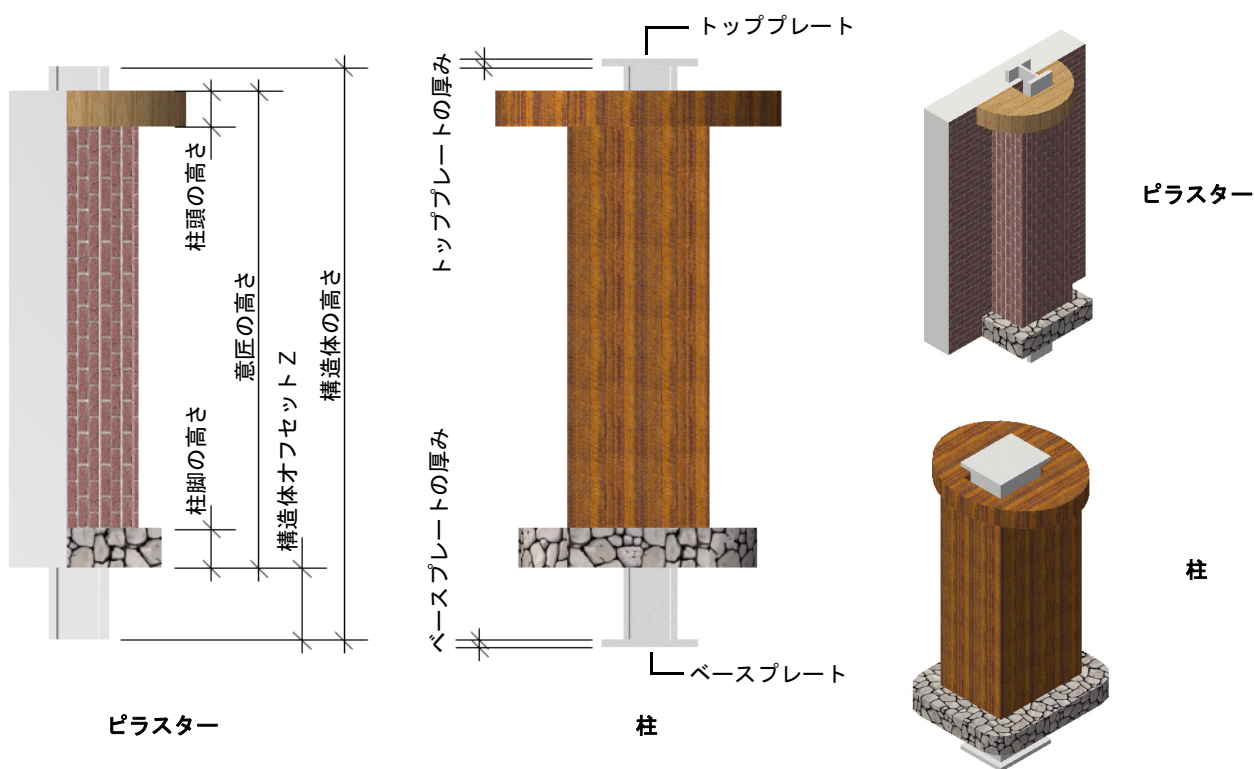 トッププレート
柱頭の高さ
意匠の高さ
構造体の高さ
柱脚の高さ
構造体オフセット Z
トッププレートの厚み
ベースプレートの厚み
ベースプレート
ピラスター
柱
ピラスター
柱